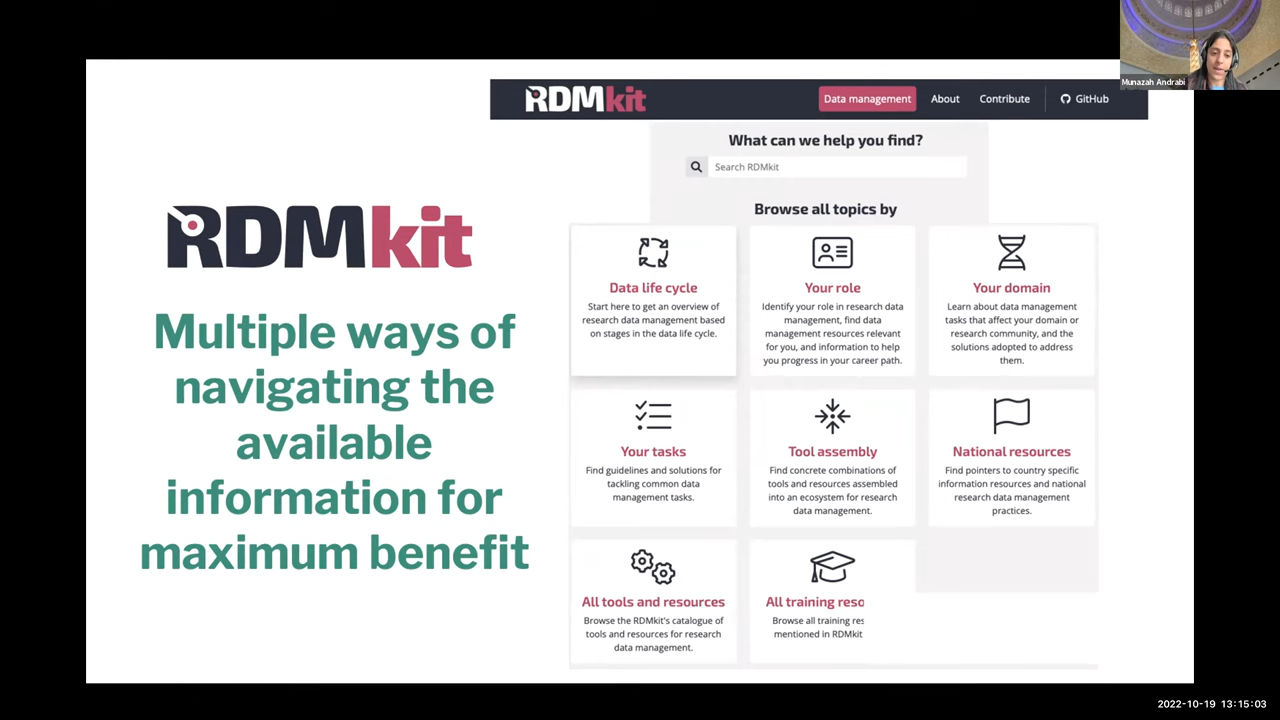 Munazah Andrabi
RDMkit
Data management
About
Contribute
GitHub
What can we help you find?
Search RDMkit
Browse all topics by
RDMkit
Multiple ways of
navigating the
available
information for
maximum benefit
Data life cycle
Start here to get an overview of
research data management based
on stages in the data life cycle.
Your role
Identify your role in research data
management, find data
management resources relevant
for you, and information to help
you progress in your career path.
Your domain
Learn about data management
tasks that affect your domain or
research community, and the
solutions adopted to address
them.
Your tasks
Find guidelines and solutions for
tackling common data
management tasks.
Tool assembly
Find concrete combinations of
tools and resources assembled
into an ecosystem for research
data management.
National resources
Find pointers to country specific
information resources and national
research data management
practices.
All tools and resources
Browse the RDMkit's catalogue of
tools and resources for research
data management.
All training reso
Browse all training res
mentioned in RDMkit
2022-10-19 13:15:03